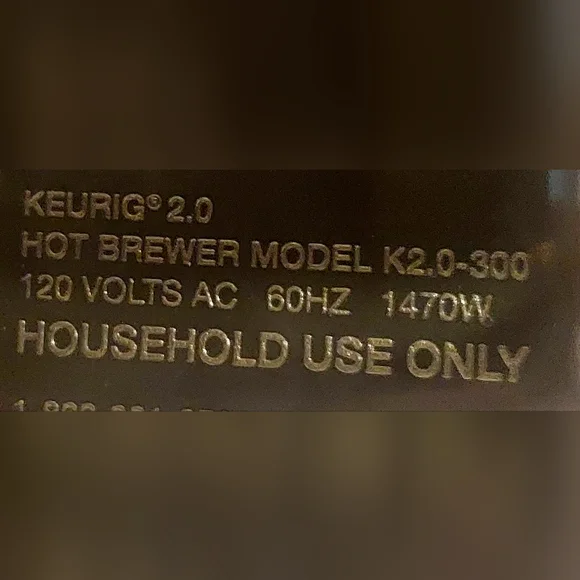 KEURIG® 2.0
HOT BREWER MODEL K2.0-300
120 VOLTS AC 60HZ 1470W
HOUSEHOLD USE ONLY